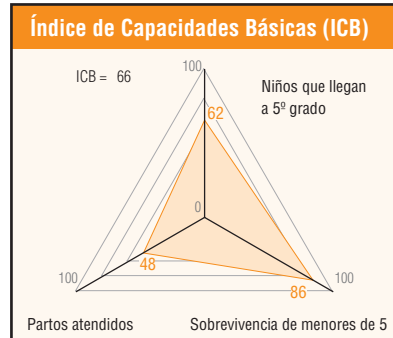 Índice de Capacidades Básicas (ICB)
ICB = 66
100
Niños que llegan
a 5º grado
62
0
48
100
86
100
Partos atendidos
Sobrevivencia de menores de 5